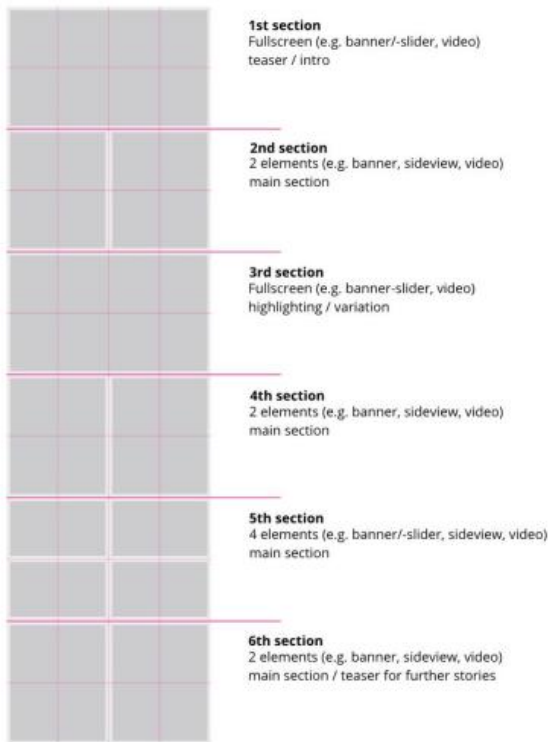 1st section
Fullscreen (e.g. banner/-slider, video)
teaser / intro
2nd section
2 elements (e.g. banner, sideview, video)
main section
3rd section
Fullscreen (e.g. banner-slider, video)
highlighting / variation
4th section
2 elements (e.g. banner, sideview, video)
main section
5th section
4 elements (e.g. banner/-slider, sideview, video)
main section
6th section
2 elements (e.g. banner, sideview, video)
main section / teaser for further stories